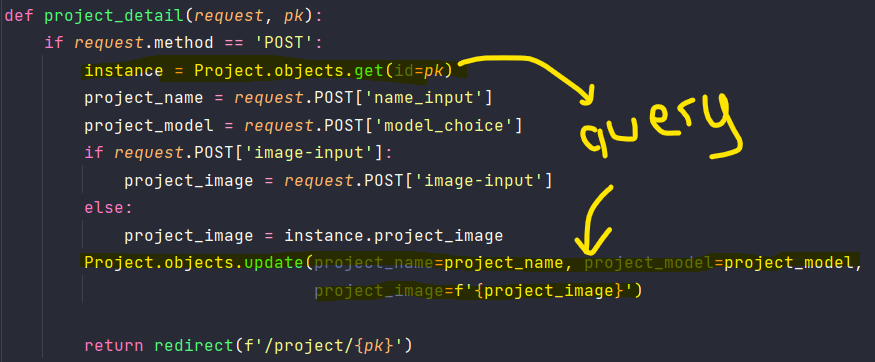 def project_detail(request, pk):
    if request.method == 'POST':
        instance = Project.objects.get(id=pk)
        project_name = request.POST['name_input']
        project_model = request.POST['model_choice']
        if request.POST['image-input']:
            project_image = request.POST['image-input']
        else:
            project_image = instance.project_image
        Project.objects.update(project_name=project_name, project_model=project_model,
                               project_image=f'{project_image}')
        return redirect(f'/project/{pk}')
query